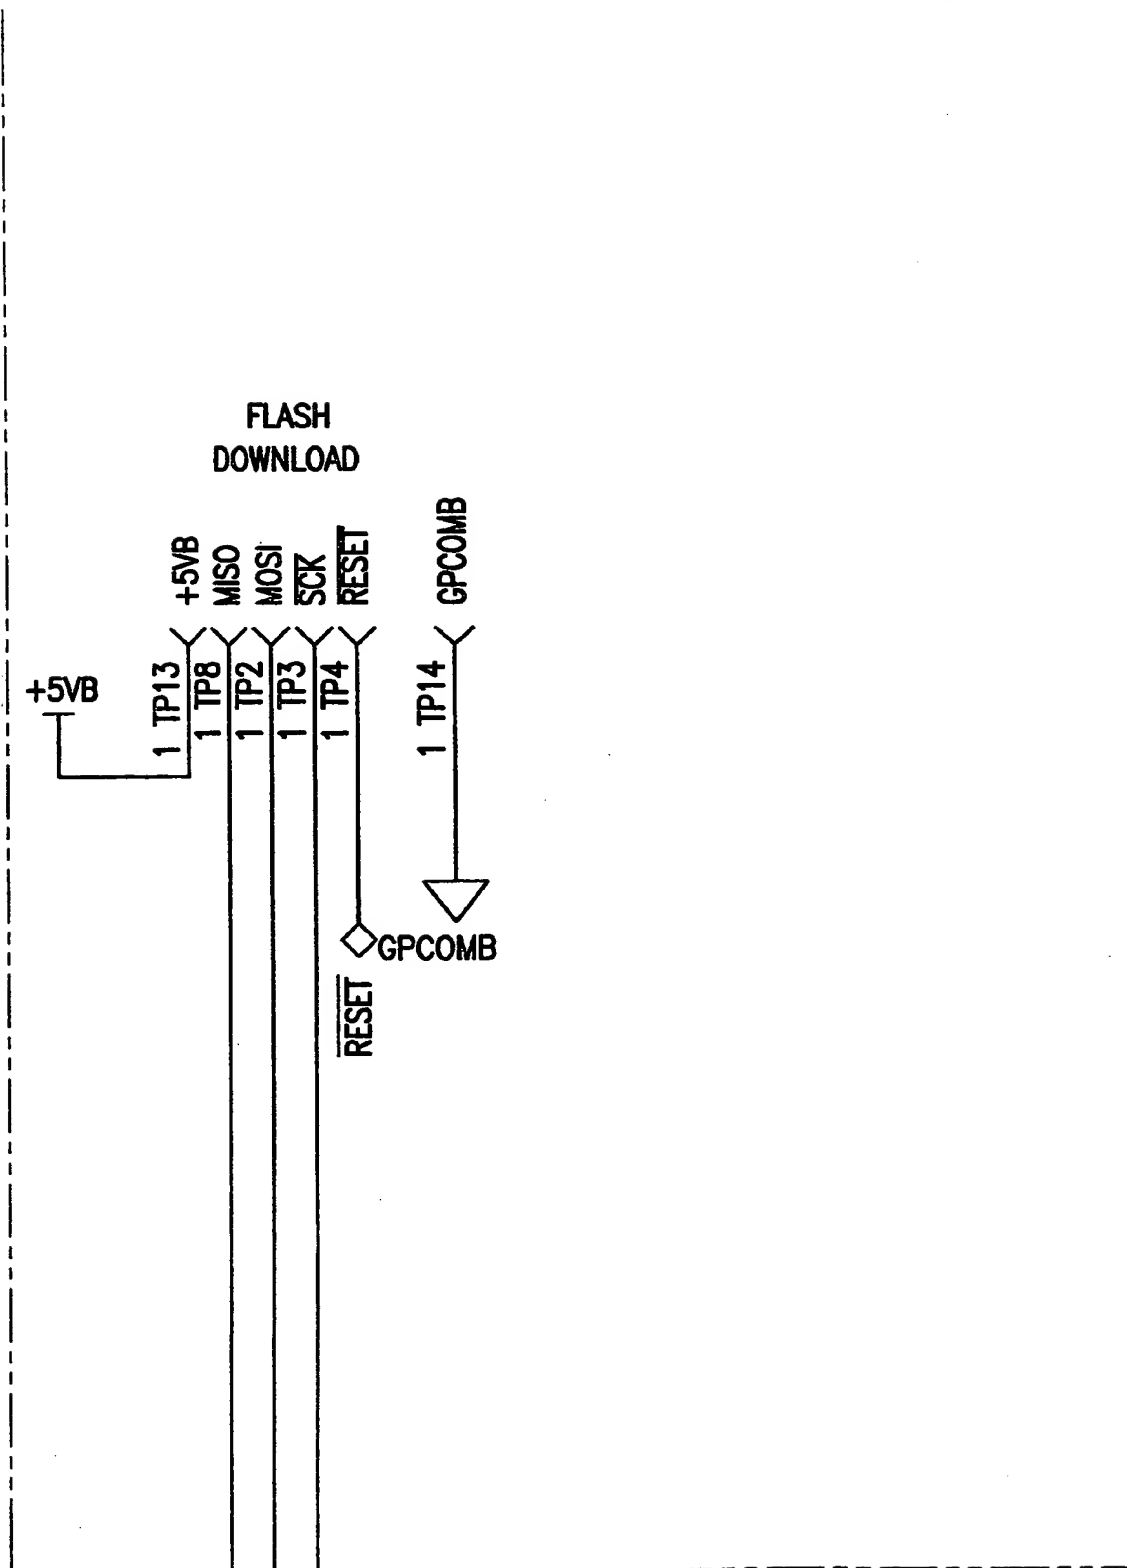 FLASH
DOWNLOAD
+5VB
MISO
MOSI
SCK
RESET
GPCOMB
+5VB
1 TP13
1 TP8
1 TP2
1 TP3
1 TP4
1 TP14
GPCOMB
RESET